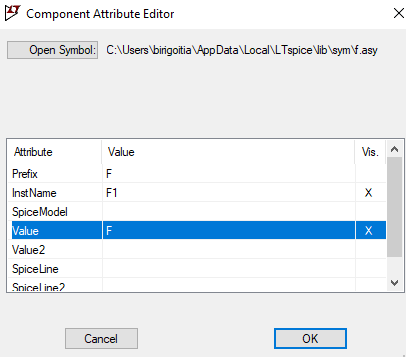 Component Attribute Editor
Open Symbol: C:\Users\birigoitia\AppData\Local\LTspice\lib\sym\f.asy
Attribute Value Vis.
Prefix F
InstName F1 X
SpiceModel
Value F X
Value2
SpiceLine
SpiceLine2
Cancel OK